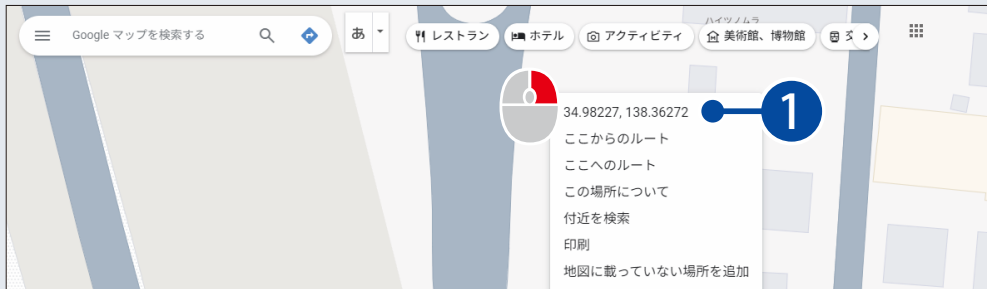 Google マップを検索する
あ
レストラン
ホテル
アクティビティ
美術館、博物館
交
ハイツノムラ
34.98227, 138.36272
1
ここからのルート
ここへのルート
この場所について
付近を検索
印刷
地図に載っていない場所を追加